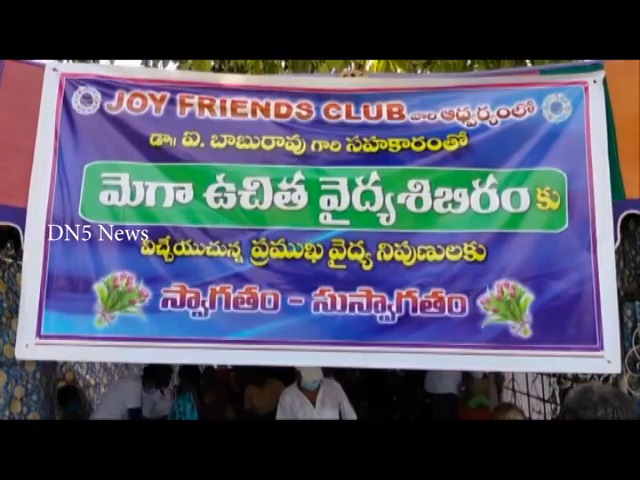 JOY FRIENDS CLUB వారి ఆధ్వర్యంలో
డా॥ ఐ. బాబురావు గారి సహకారంతో
మెగా ఉచిత వైద్యశిబిరం కు
DN5 News
విచ్చేయుచున్న ప్రముఖ వైద్య నిపుణులకు
స్వాగతం - సుస్వాగతం